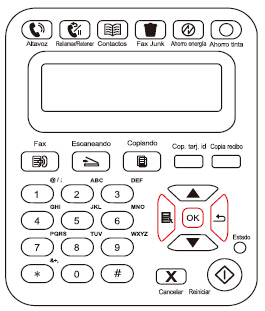 Altavoz Rellamar/Retener Contactos Fax Junk Ahorro energía Ahorro tinta
Fax Escaneando Copiando Cop. tarj. id Copia recibo
@ / ; ABC DEF
1 2 3
GHI JKL MNO
4 5 6 OK
PQRS TUV WXYZ
7 8 9 Estado
&+,
* 0 # X
Cancelar Reiniciar